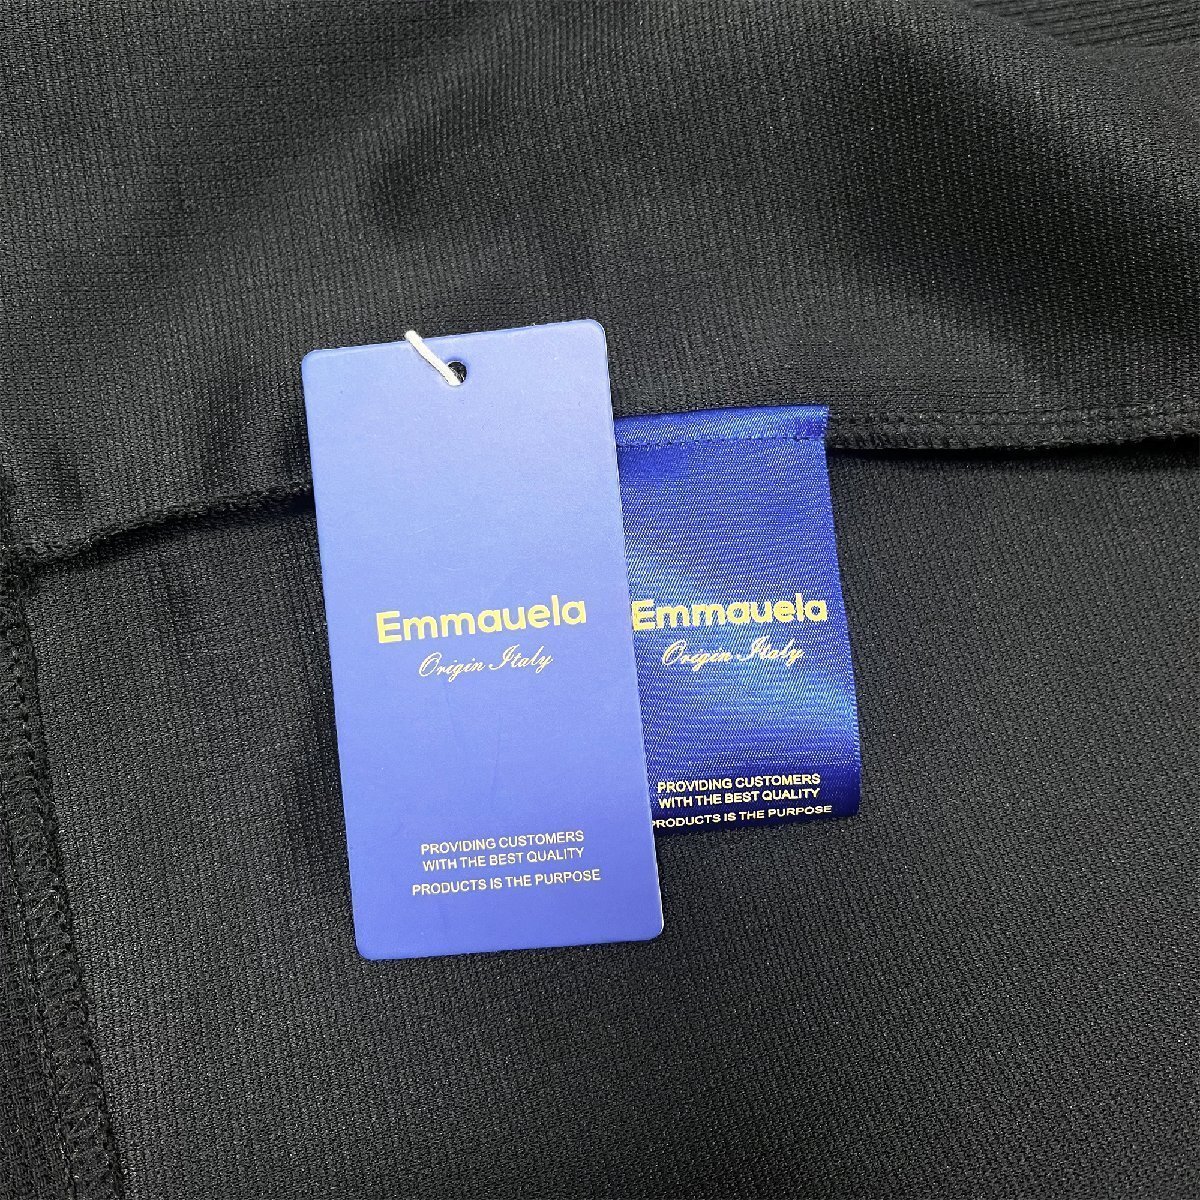 Emmauela
Origin Italy
PROVIDING CUSTOMERS
WITH THE BEST QUALITY
PRODUCTS IS THE PURPOSE
Emmauela
Origin Italy
PROVIDING CUSTOMERS
WITH THE BEST QUALITY
PRODUCTS IS THE PURPOSE